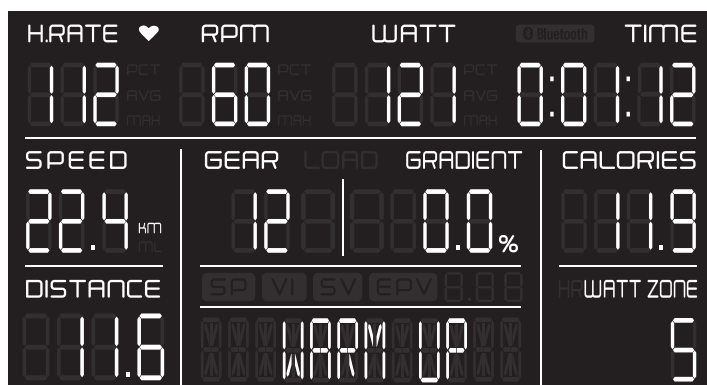 H.RATE ♥ RPM WATT Bluetooth TIME
PCT PCT PCT
AVG AVG AVG
MAX MAX MAX
112 60 121 0:01:12
SPEED GEAR LOAD GRADIENT CALORIES
22.4 KM 12 0.0% 11.9
ML
DISTANCE SP VI SV EPV 8.88 HR WATT ZONE
11.6 WARM UP 5